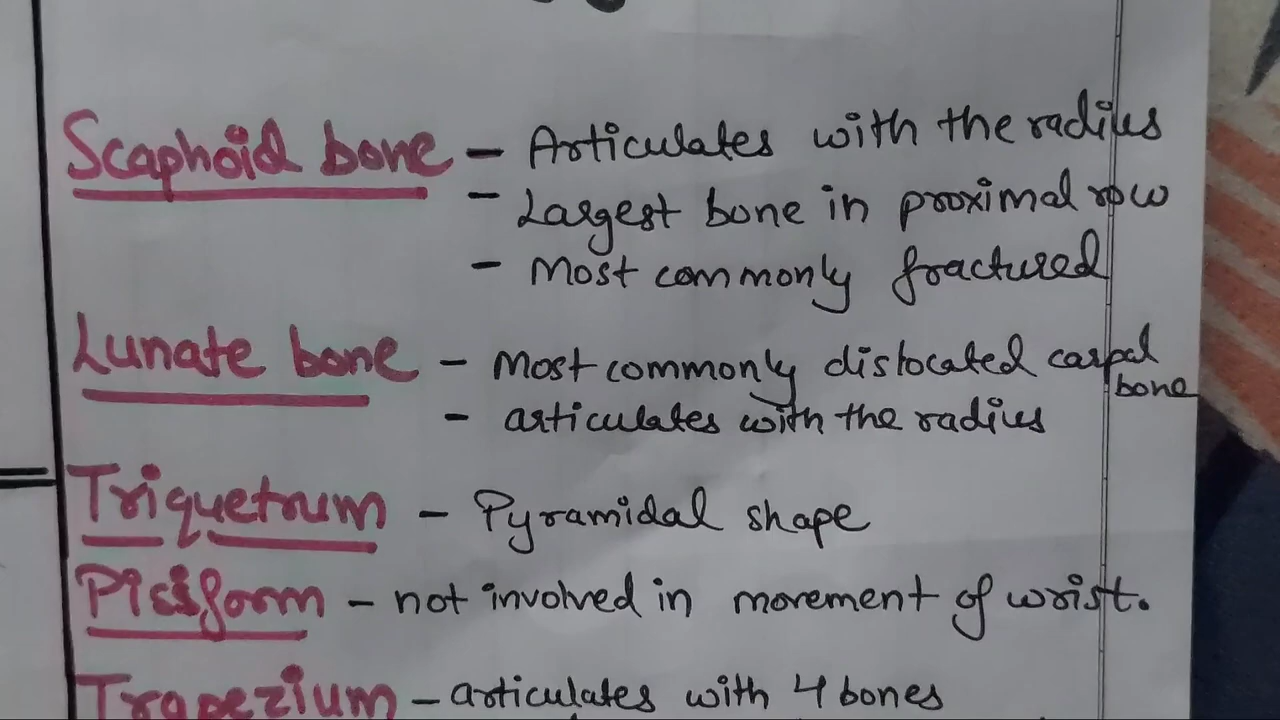 Scaphoid bone - Articulates with the radius
- Largest bone in proximal row
- Most commonly fractured
Lunate bone - Most commonly dislocated carpal bone
- articulates with the radius
Triquetrum - Pyramidal shape
Pisiform - not involved in movement of wrist.
Trapezium - articulates with 4 bones